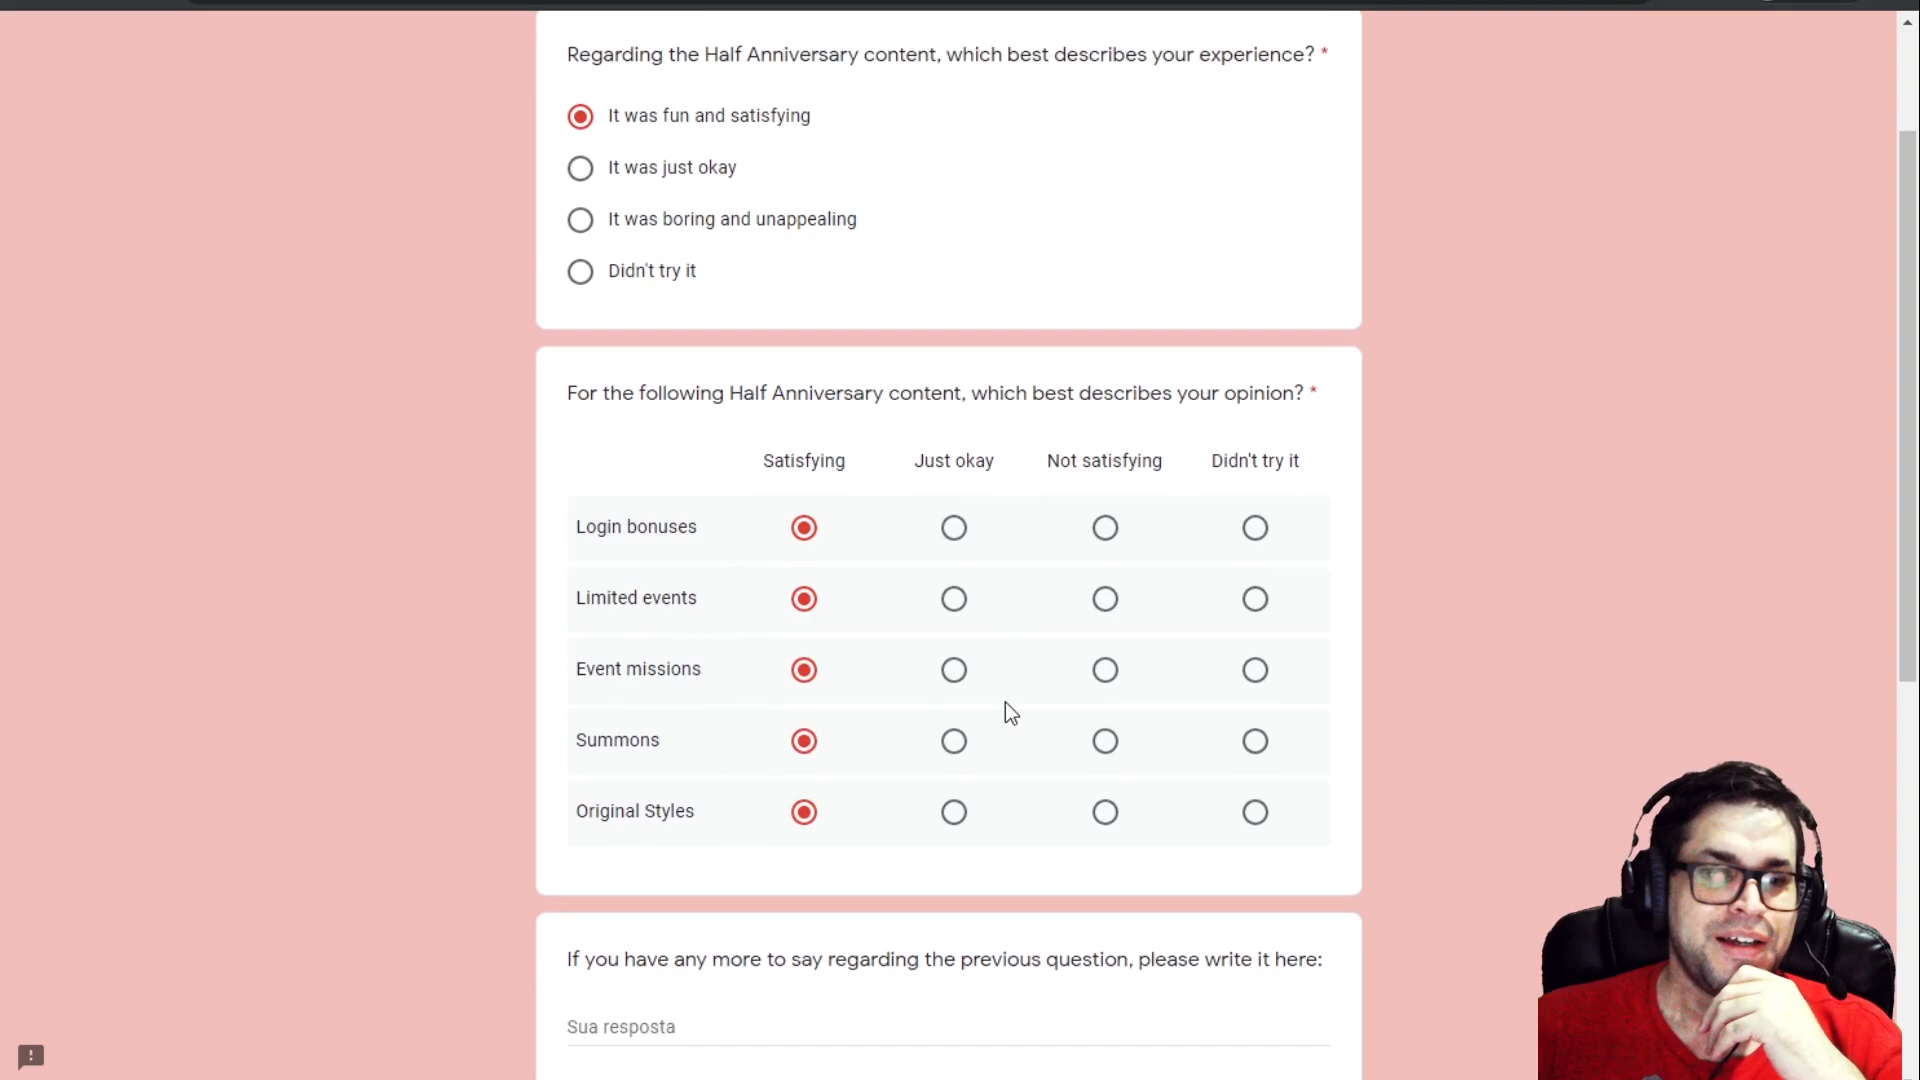 Regarding the Half Anniversary content, which best describes your experience? *
It was fun and satisfying
It was just okay
It was boring and unappealing
Didn't try it
For the following Half Anniversary content, which best describes your opinion? *
Satisfying Just okay Not satisfying Didn't try it
Login bonuses
Limited events
Event missions
Summons
Original Styles
If you have any more to say regarding the previous question, please write it here:
Sua resposta